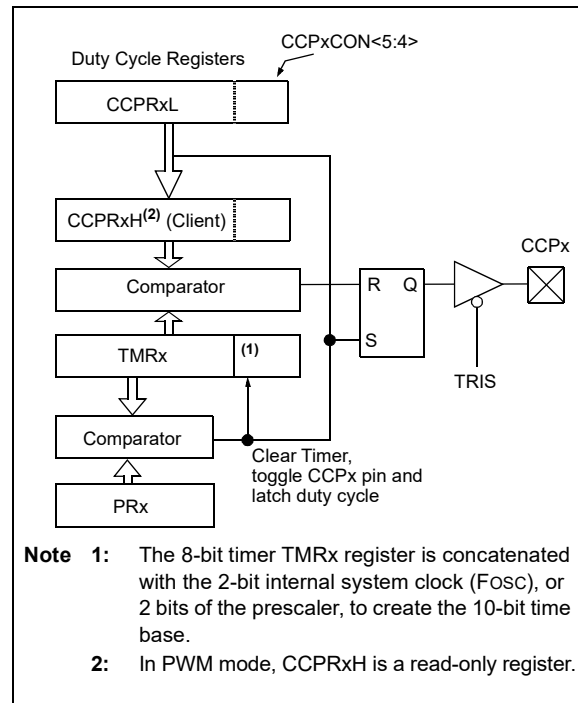 CCPxCON<5:4>
Duty Cycle Registers
CCPRxL
CCPRxH(2) (Client)
CCPx
Comparator
R Q
TMRx (1)
S
TRIS
Comparator
Clear Timer,
toggle CCPx pin and
latch duty cycle
PRx
Note 1: The 8-bit timer TMRx register is concatenated
with the 2-bit internal system clock (FOSC), or
2 bits of the prescaler, to create the 10-bit time
base.
2: In PWM mode, CCPRxH is a read-only register.